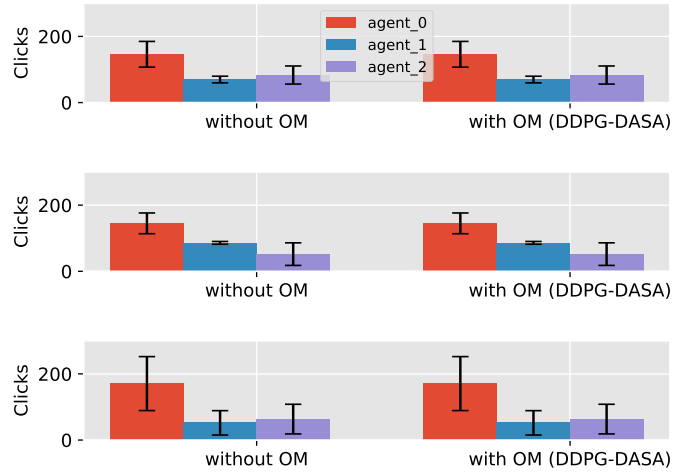 Clicks
200
0
agent_0
agent_1
agent_2
without OM
with OM (DDPG-DASA)
Clicks
200
0
without OM
with OM (DDPG-DASA)
Clicks
200
0
without OM
with OM (DDPG-DASA)